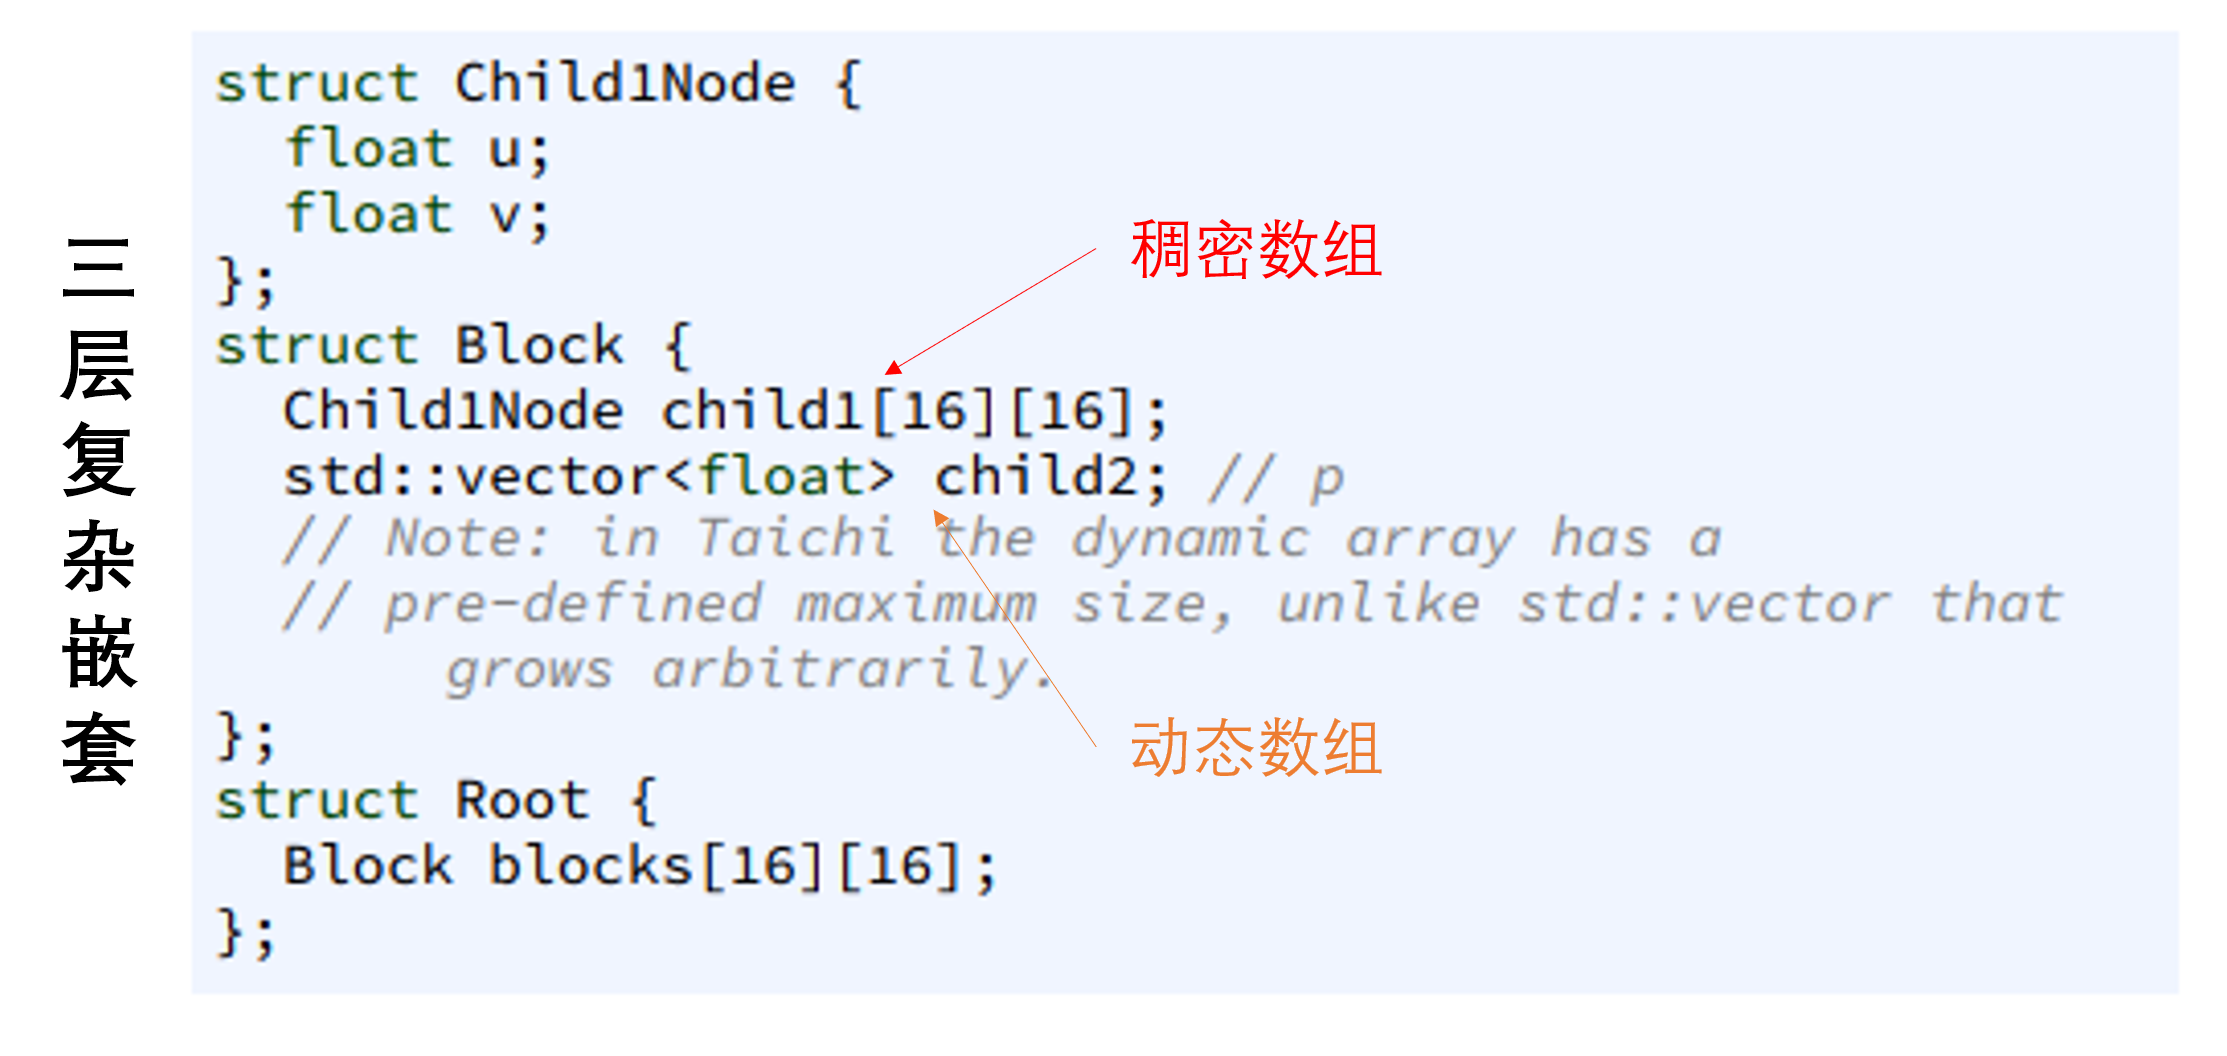 三层复杂嵌套
struct Child1Node {
  float u;
  float v;
};
struct Block {
  Child1Node child1[16][16];
  std::vector<float> child2; // p
  // Note: in Taichi the dynamic array has a
  // pre-defined maximum size, unlike std::vector that
       grows arbitrarily.
};
struct Root {
  Block blocks[16][16];
};
稠密数组
动态数组